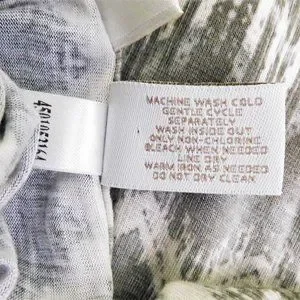 MACHINE WASH COLD
GENTLE CYCLE
SEPARATELY
WASH INSIDE OUT
ONLY NON-CHLORINE
BLEACH WHEN NEEDED
LINE DRY
WARM IRON AS NEEDED
DO NOT DRY CLEAN